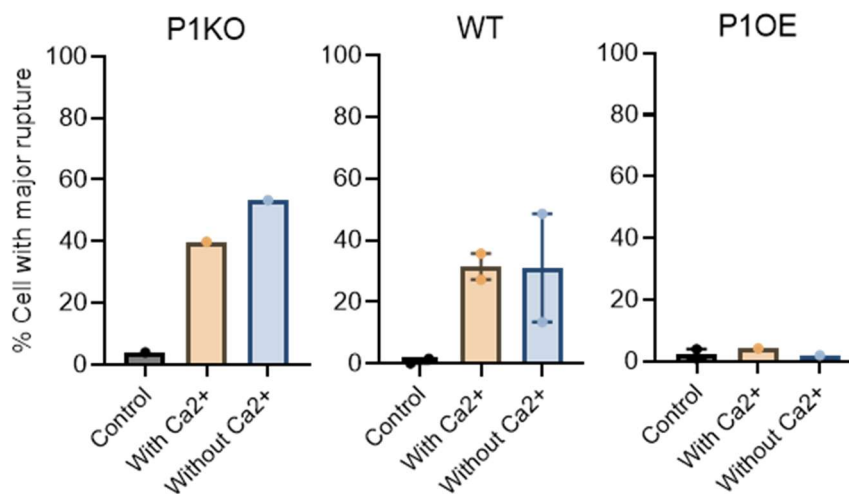 P1KO
WT
P1OE
% Cell with major rupture
100
80
60
40
20
0
Control
With Ca2+
Without Ca2+
100
80
60
40
20
0
Control
With Ca2+
Without Ca2+
100
80
60
40
20
0
Control
With Ca2+
Without Ca2+